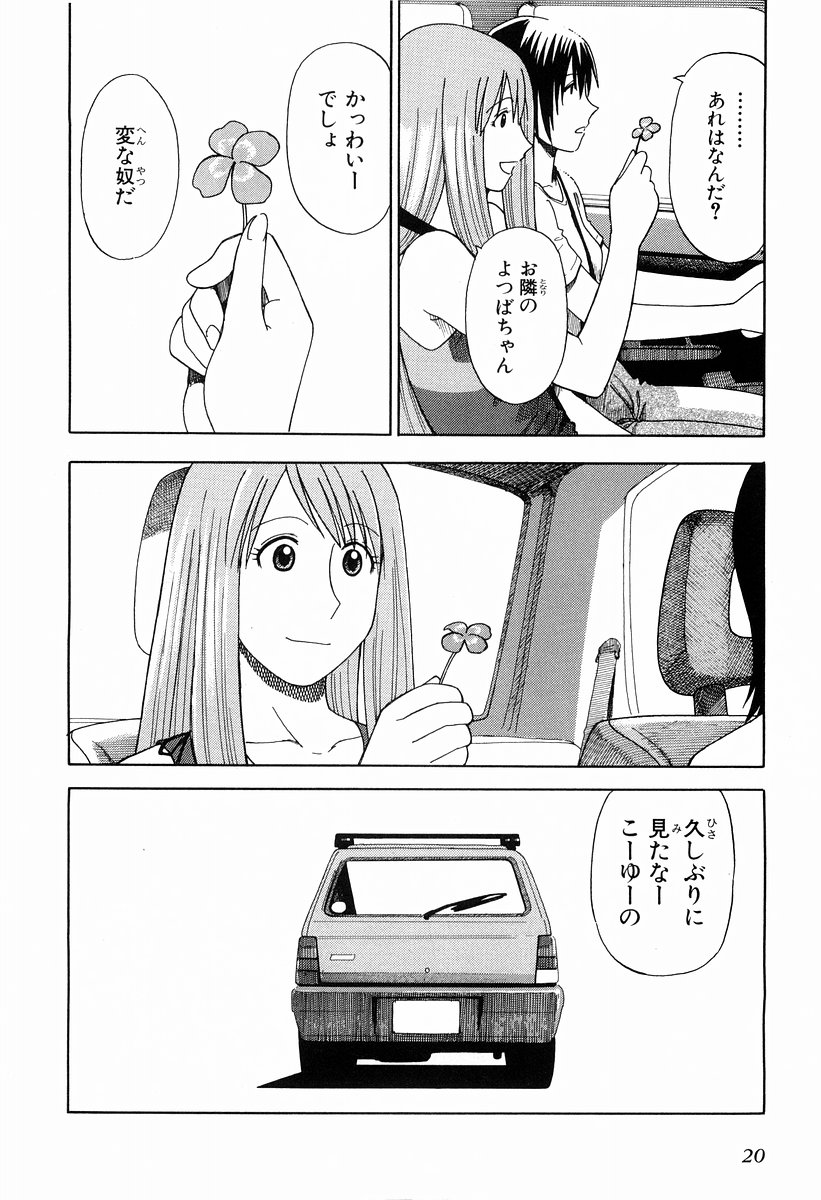 ………
あれはなんだ？
お隣の
よつばちゃん
かっわいー
でしょ
変な奴だ
久しぶりに
見たなー
こーゆーの
20